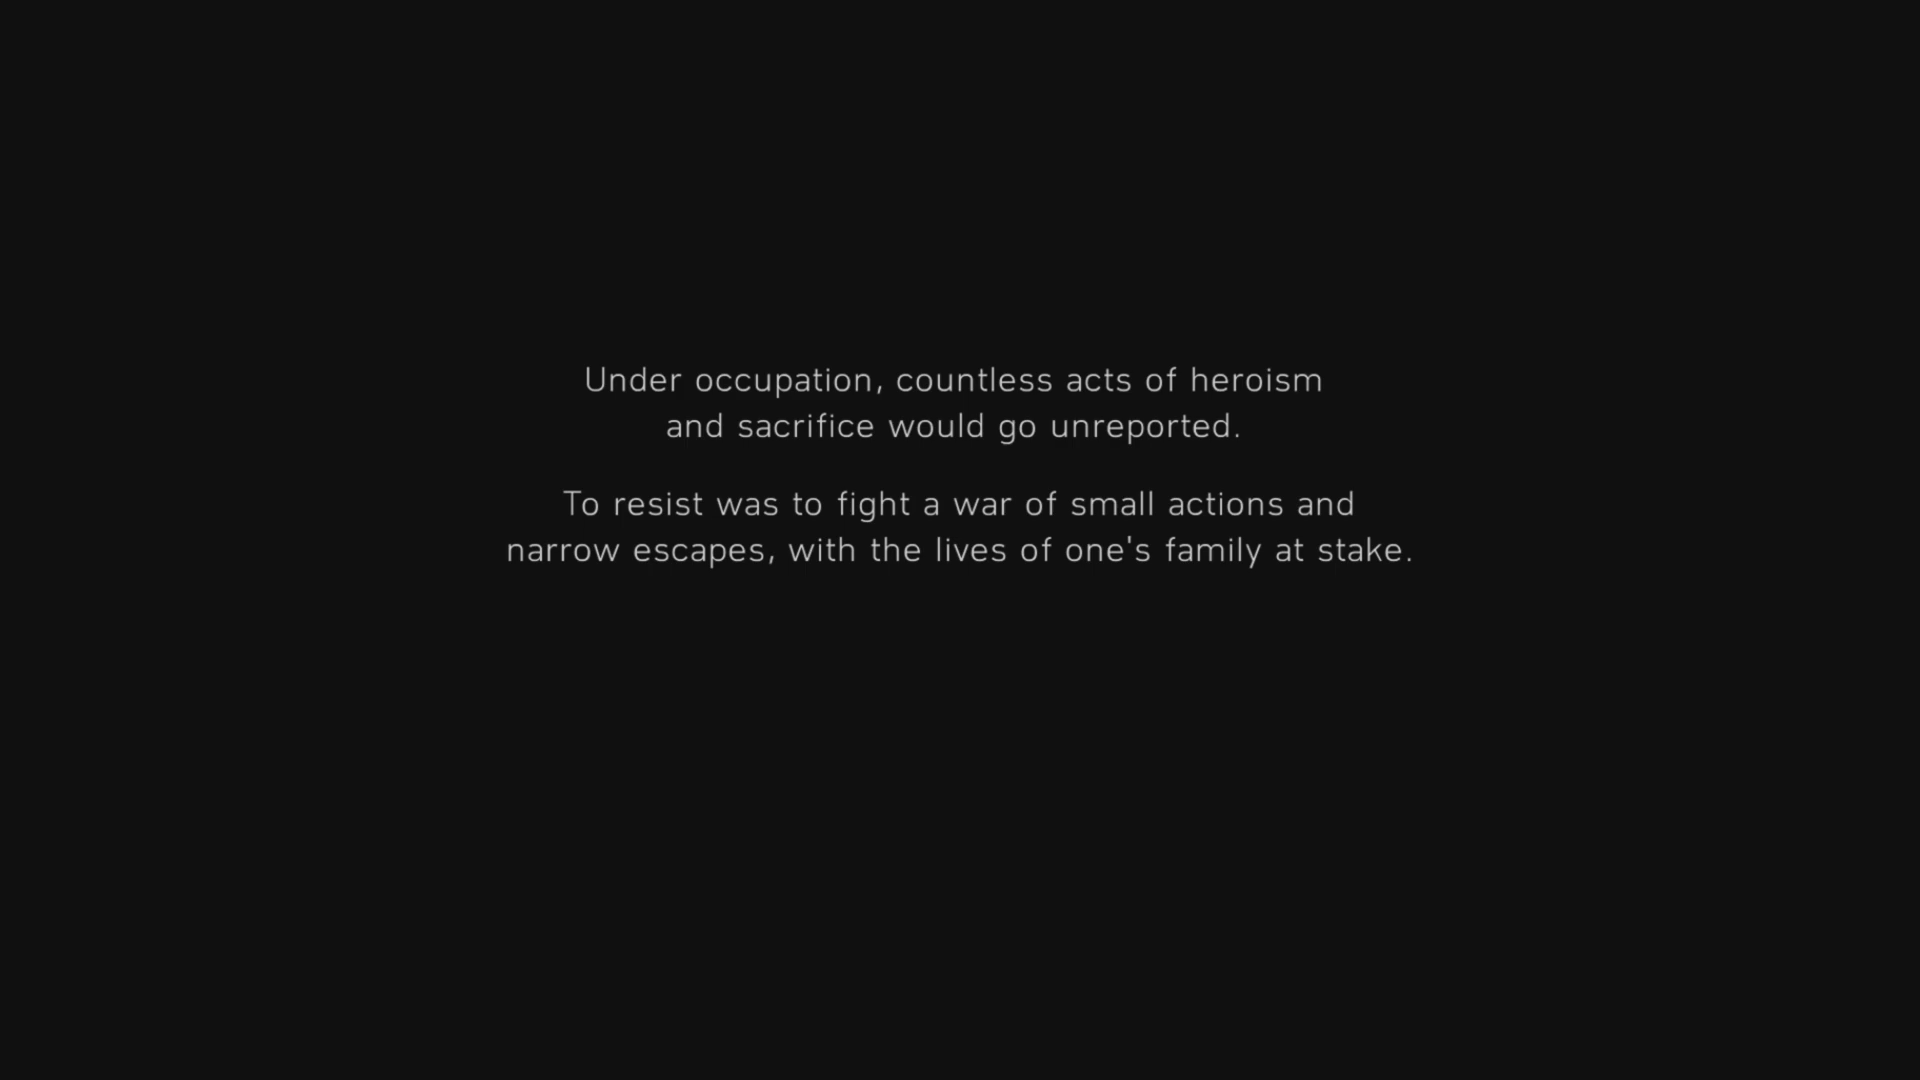 Under occupation, countless acts of heroism
and sacrifice would go unreported.
To resist was to fight a war of small actions and
narrow escapes, with the lives of one's family at stake.